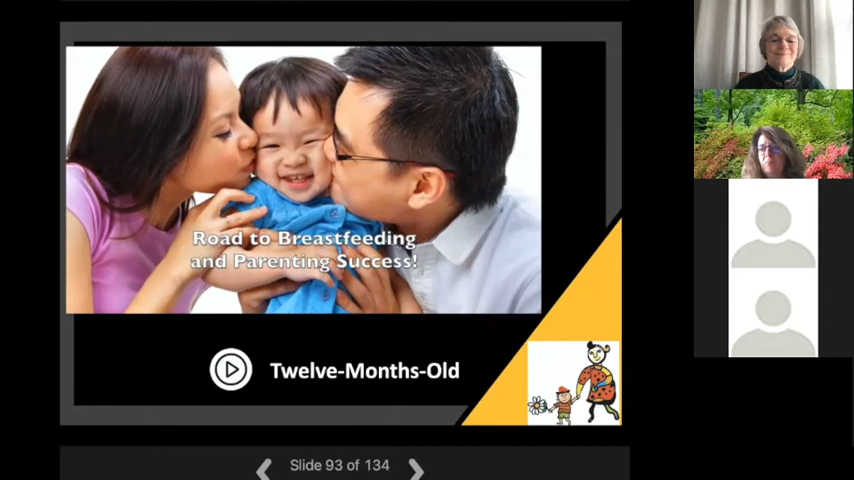 Road to Breastfeeding
and Parenting Success!
Twelve-Months-Old
Slide 93 of 134